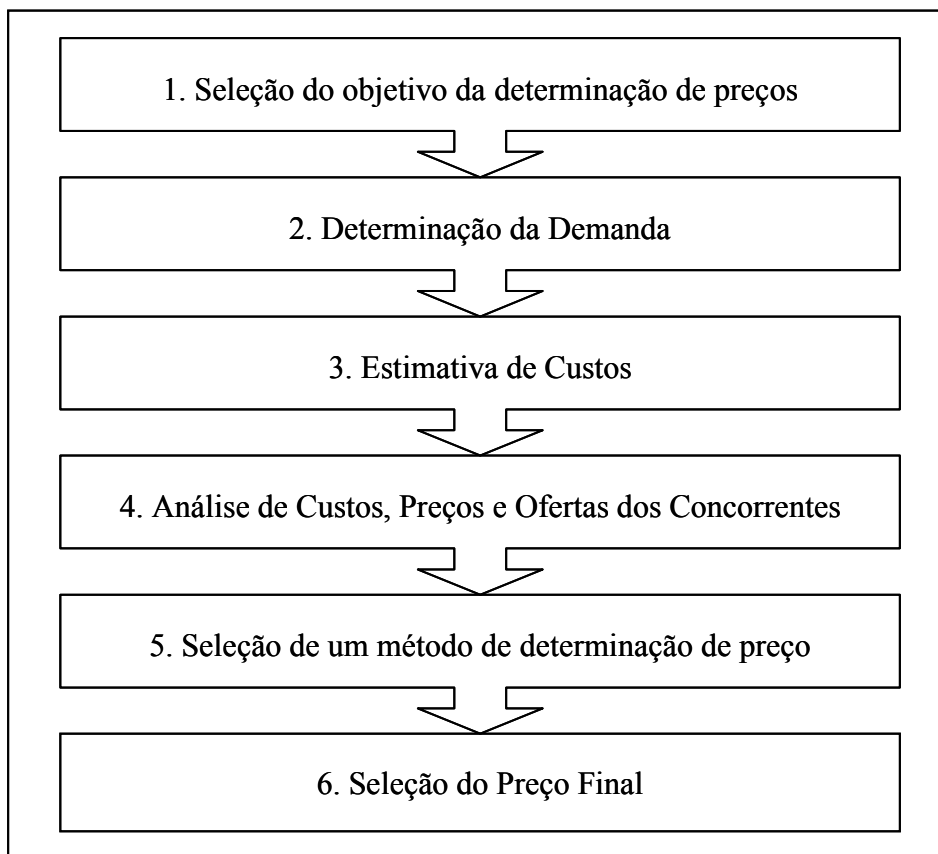 1. Seleção do objetivo da determinação de preços
2. Determinação da Demanda
3. Estimativa de Custos
4. Análise de Custos, Preços e Ofertas dos Concorrentes
5. Seleção de um método de determinação de preço
6. Seleção do Preço Final